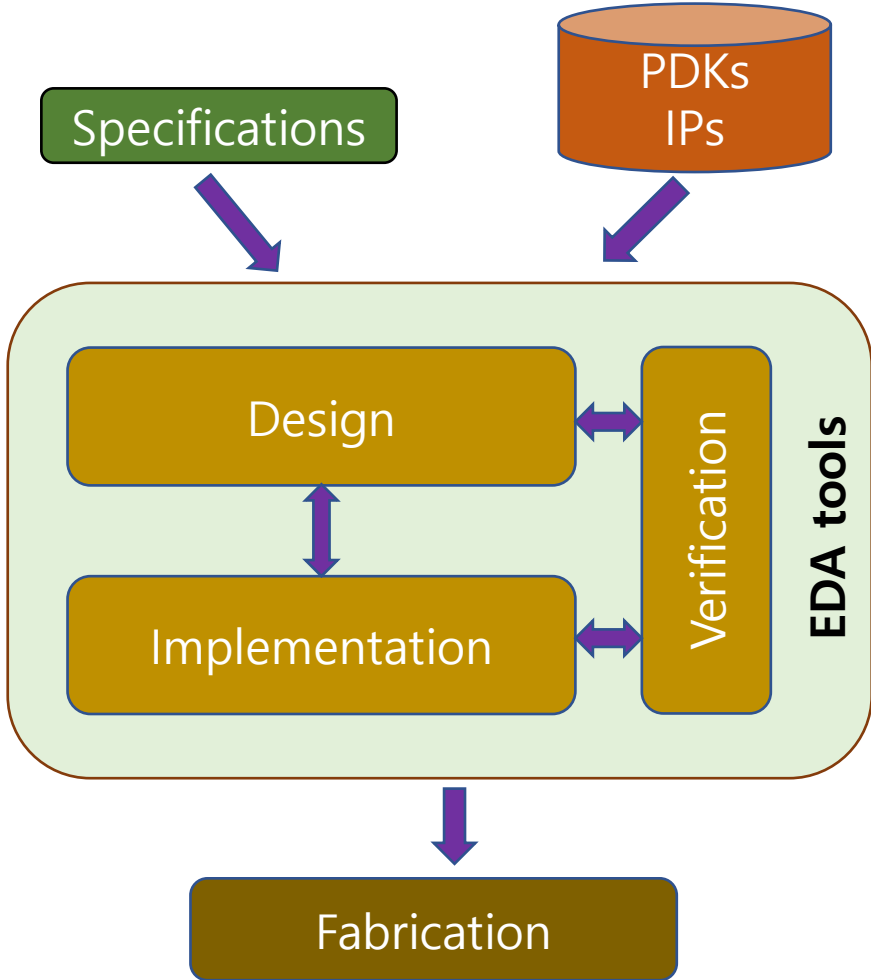 Specifications
PDKs
IPs
Design
Verification
EDA tools
Implementation
Fabrication